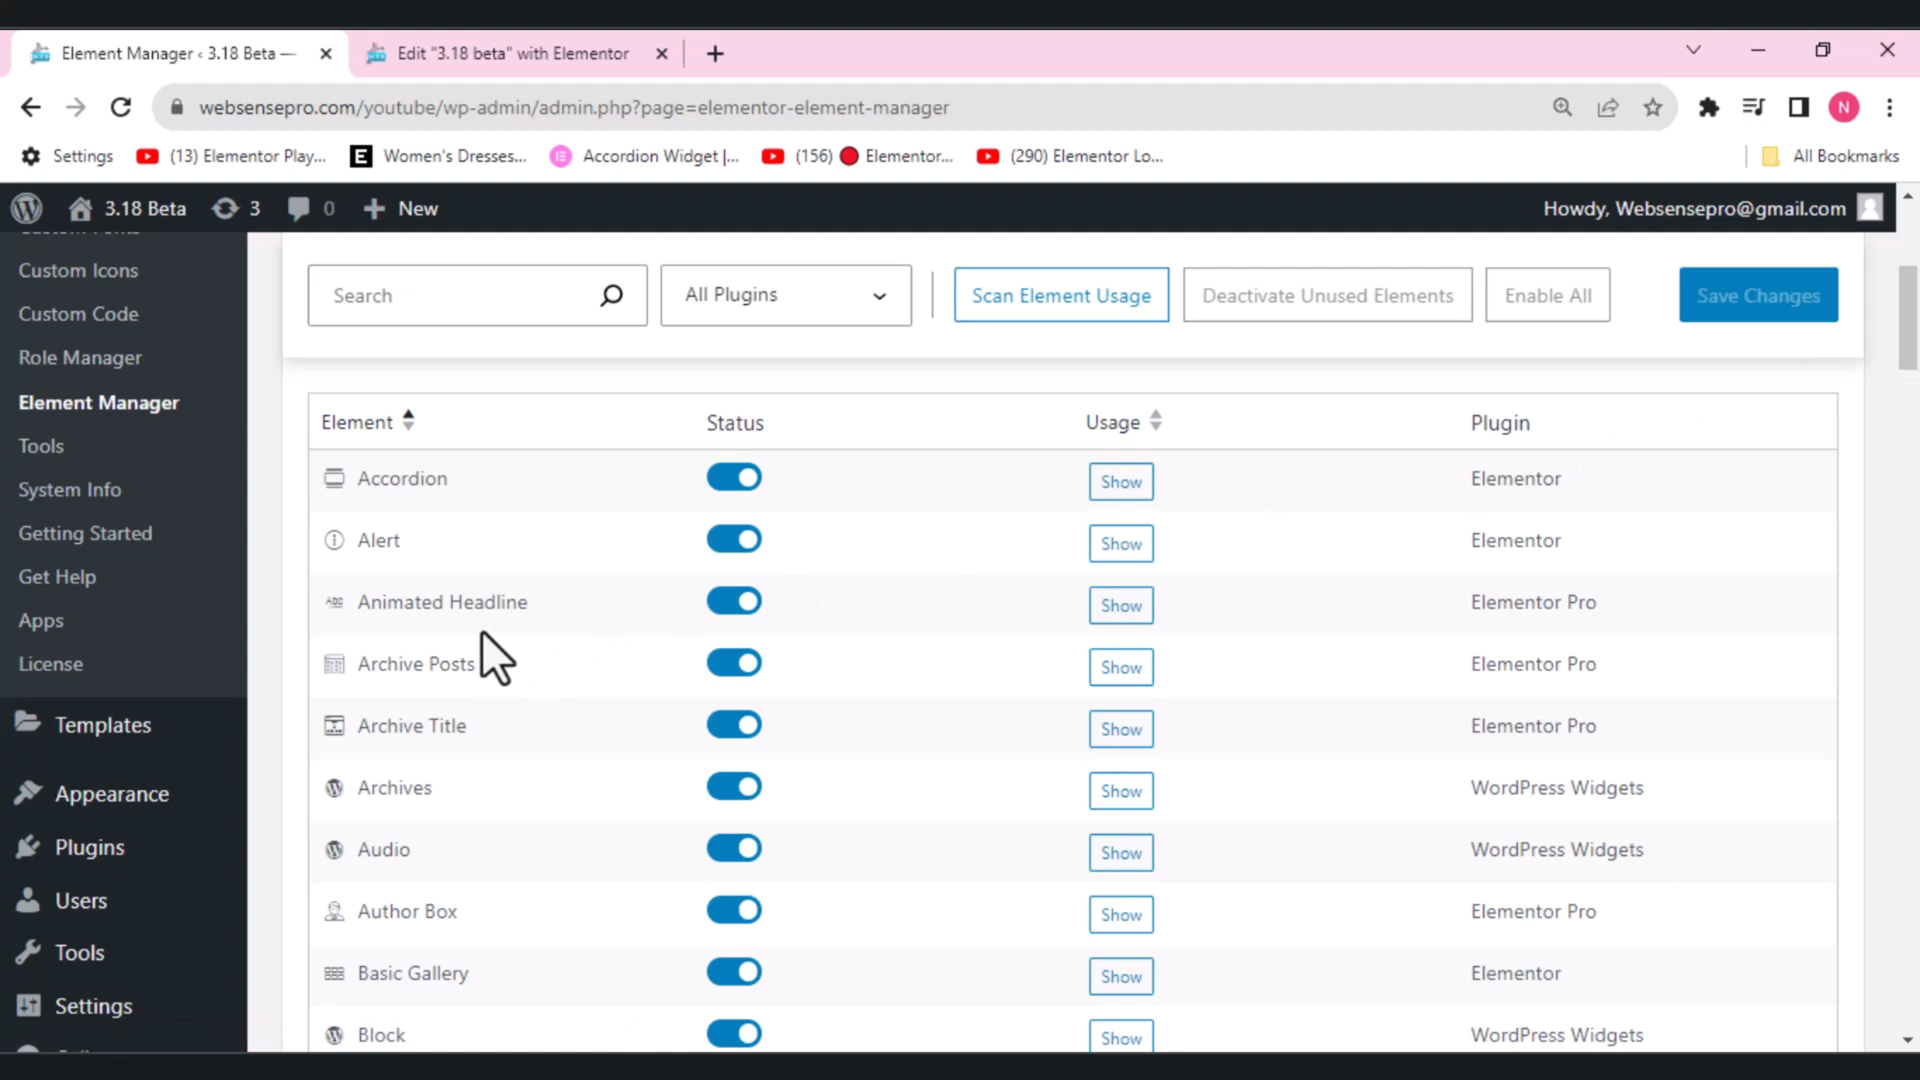 Element Manager ‹ 3.18 Beta —
Edit "3.18 beta" with Elementor
websensepro.com/youtube/wp-admin/admin.php?page=elementor-element-manager
N
Settings
(13) Elementor Play...
E Women's Dresses...
Accordion Widget |...
(156) Elementor...
(290) Elementor Lo...
All Bookmarks
3.18 Beta
3
0
New
Howdy, Websensepro@gmail.com
Custom Icons
Custom Code
Role Manager
Element Manager
Tools
System Info
Getting Started
Get Help
Apps
License
Templates
Appearance
Plugins
Users
Tools
Settings
Search
All Plugins
Scan Element Usage
Deactivate Unused Elements
Enable All
Save Changes
Element Status Usage Plugin
Accordion Show Elementor
Alert Show Elementor
Animated Headline Show Elementor Pro
Archive Posts Show Elementor Pro
Archive Title Show Elementor Pro
Archives Show WordPress Widgets
Audio Show WordPress Widgets
Author Box Show Elementor Pro
Basic Gallery Show Elementor
Block Show WordPress Widgets